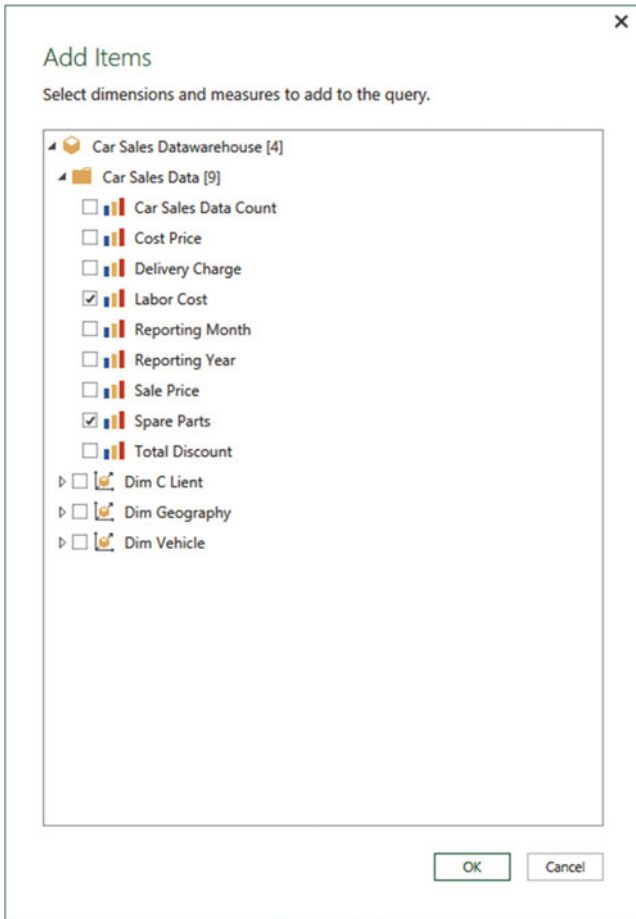 Add Items
Select dimensions and measures to add to the query.
Car Sales Datawarehouse [4]
Car Sales Data [9]
Car Sales Data Count
Cost Price
Delivery Charge
Labor Cost
Reporting Month
Reporting Year
Sale Price
Spare Parts
Total Discount
Dim C Lient
Dim Geography
Dim Vehicle
OK Cancel